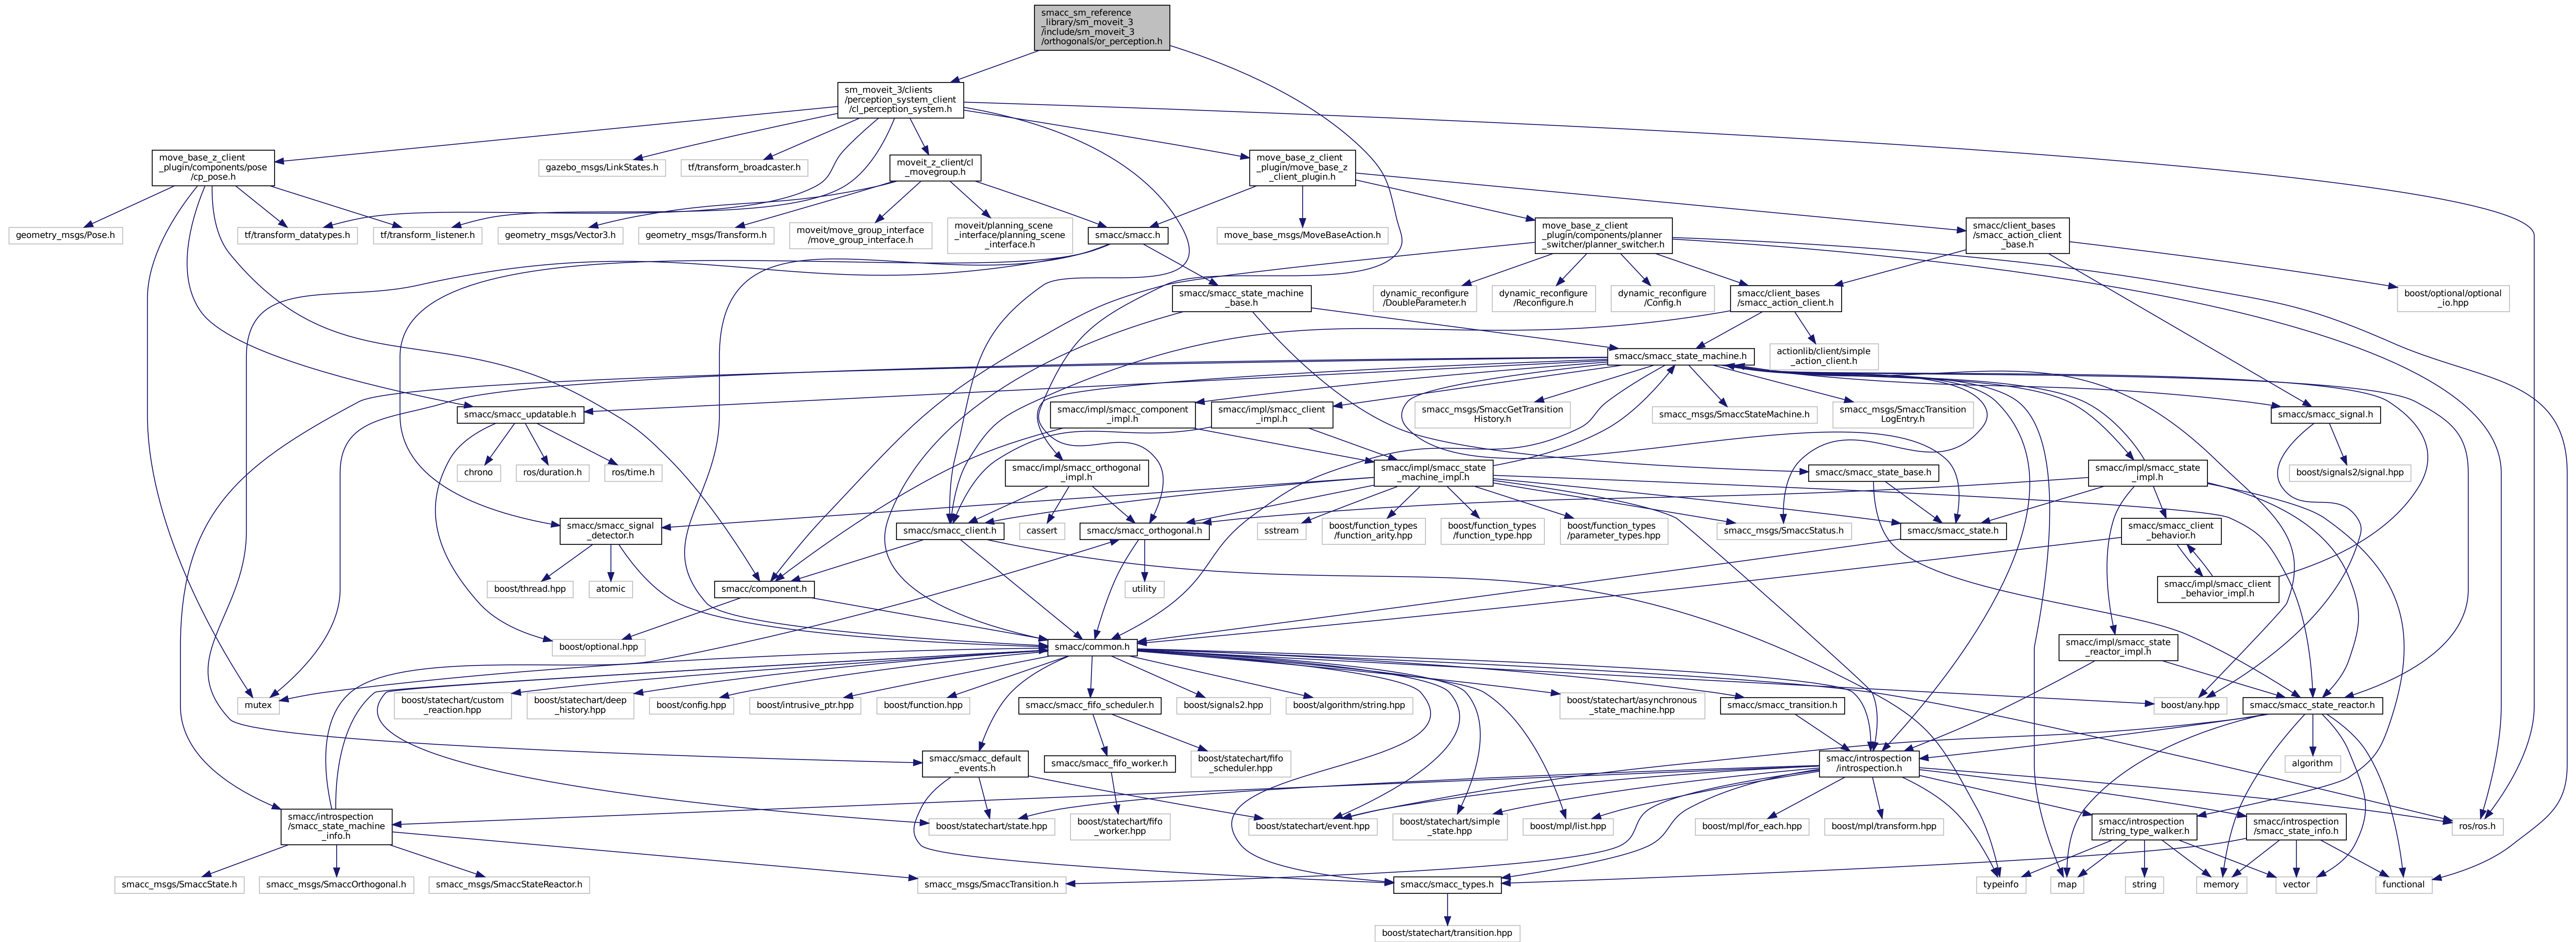 smacc_sm_reference
_library/sm_moveit_3
/include/sm_moveit_3
/orthogonals/or_perception.h
sm_moveit_3/clients
/perception_system_client
/cl_perception_system.h
move_base_z_client
_plugin/components/pose
/cp_pose.h
gazebo_msgs/LinkStates.h
tf/transform_broadcaster.h
moveit_z_client/cl
_movegroup.h
move_base_z_client
_plugin/move_base_z
_client_plugin.h
geometry_msgs/Pose.h
tf/transform_datatypes.h
tf/transform_listener.h
geometry_msgs/Vector3.h
geometry_msgs/Transform.h
moveit/move_group_interface
/move_group_interface.h
moveit/planning_scene
_interface/planning_scene
_interface.h
smacc/smacc.h
move_base_msgs/MoveBaseAction.h
move_base_z_client
_plugin/components/planner
_switcher/planner_switcher.h
smacc/client_bases
/smacc_action_client
_base.h
smacc/smacc_state_machine
_base.h
dynamic_reconfigure
/DoubleParameter.h
dynamic_reconfigure
/Reconfigure.h
dynamic_reconfigure
/Config.h
smacc/client_bases
/smacc_action_client.h
boost/optional/optional
_io.hpp
smacc/smacc_state_machine.h
actionlib/client/simple
_action_client.h
smacc/smacc_updatable.h
smacc/impl/smacc_component
_impl.h
smacc/impl/smacc_client
_impl.h
smacc_msgs/SmaccGetTransition
History.h
smacc_msgs/SmaccStateMachine.h
smacc_msgs/SmaccTransition
LogEntry.h
smacc/smacc_signal.h
chrono
ros/duration.h
ros/time.h
smacc/impl/smacc_orthogonal
_impl.h
smacc/impl/smacc_state
_machine_impl.h
smacc/smacc_state_base.h
smacc/impl/smacc_state
_impl.h
boost/signals2/signal.hpp
smacc/smacc_signal
_detector.h
smacc/smacc_client.h
cassert
smacc/smacc_orthogonal.h
sstream
boost/function_types
/function_arity.hpp
boost/function_types
/function_type.hpp
boost/function_types
/parameter_types.hpp
smacc_msgs/SmaccStatus.h
smacc/smacc_state.h
smacc/smacc_client
_behavior.h
boost/thread.hpp
atomic
smacc/component.h
utility
smacc/impl/smacc_client
_behavior_impl.h
boost/optional.hpp
smacc/common.h
smacc/impl/smacc_state
_reactor_impl.h
mutex
boost/statechart/custom
_reaction.hpp
boost/statechart/deep
_history.hpp
boost/config.hpp
boost/intrusive_ptr.hpp
boost/function.hpp
smacc/smacc_fifo_scheduler.h
boost/signals2.hpp
boost/algorithm/string.hpp
boost/statechart/asynchronous
_state_machine.hpp
smacc/smacc_transition.h
boost/any.hpp
smacc/smacc_state_reactor.h
smacc/smacc_default
_events.h
smacc/smacc_fifo_worker.h
boost/statechart/fifo
_scheduler.hpp
smacc/introspection
/introspection.h
algorithm
smacc/introspection
/smacc_state_machine
_info.h
boost/statechart/state.hpp
boost/statechart/fifo
_worker.hpp
boost/statechart/event.hpp
boost/statechart/simple
_state.hpp
boost/mpl/list.hpp
boost/mpl/for_each.hpp
boost/mpl/transform.hpp
smacc/introspection
/string_type_walker.h
smacc/introspection
/smacc_state_info.h
ros/ros.h
smacc_msgs/SmaccState.h
smacc_msgs/SmaccOrthogonal.h
smacc_msgs/SmaccStateReactor.h
smacc_msgs/SmaccTransition.h
smacc/smacc_types.h
typeinfo
map
string
memory
vector
functional
boost/statechart/transition.hpp